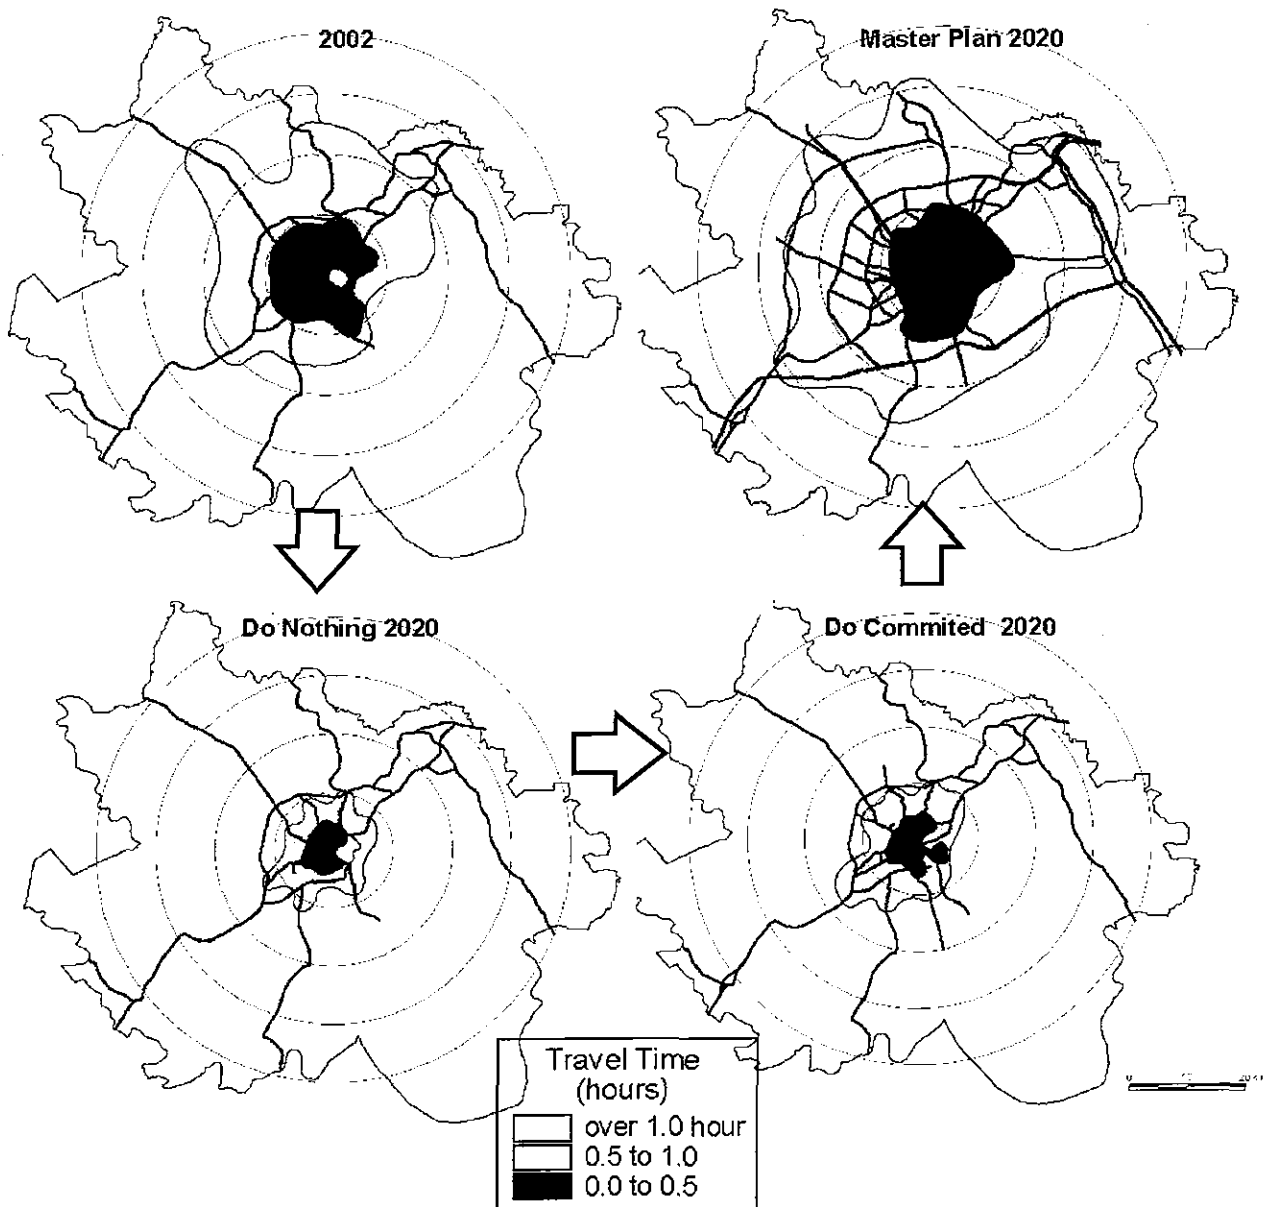 2002
Master Plan 2020
Do Nothing 2020
Do Commited 2020
Travel Time
(hours)
over 1.0 hour
0.5 to 1.0
0.0 to 0.5
0